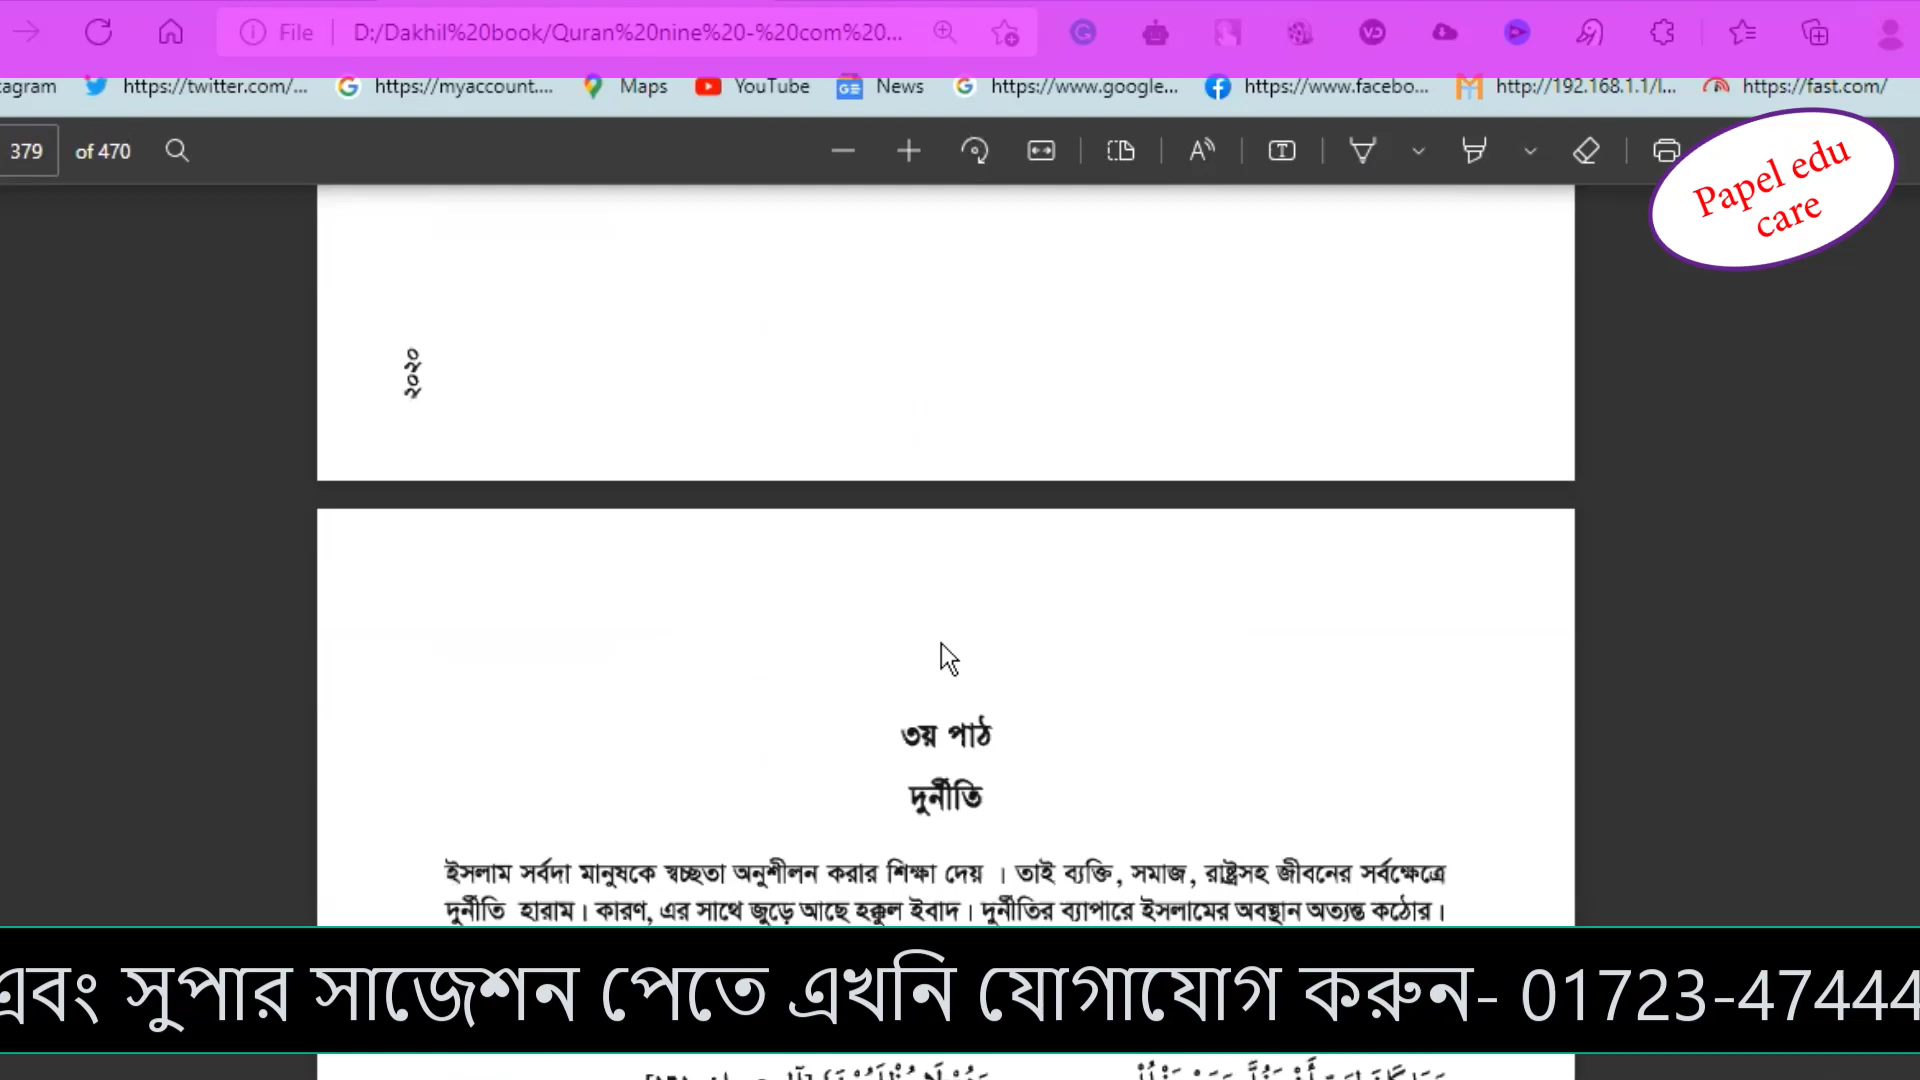 File D:/Dakhil%20book/Quran%20nine%20-%20com%20...
agram https://twitter.com/... https://myaccount.... Maps YouTube News https://www.google... https://www.facebo... http://192.168.1.1/l... https://fast.com/
379 of 470
Papel edu
care
২০২০
৩য় পাঠ
দুর্নীতি
ইসলাম সর্বদা মানুষকে স্বচ্ছতা অনুশীলন করার শিক্ষা দেয় । তাই ব্যক্তি, সমাজ, রাষ্ট্রসহ জীবনের সর্বক্ষেত্রে
দুর্নীতি হারাম। কারণ, এর সাথে জুড়ে আছে হক্কুল ইবাদ। দুর্নীতির ব্যাপারে ইসলামের অবস্থান অত্যন্ত কঠোর।
এবং সুপার সাজেশন পেতে এখনি যোগাযোগ করুন- 01723-47444